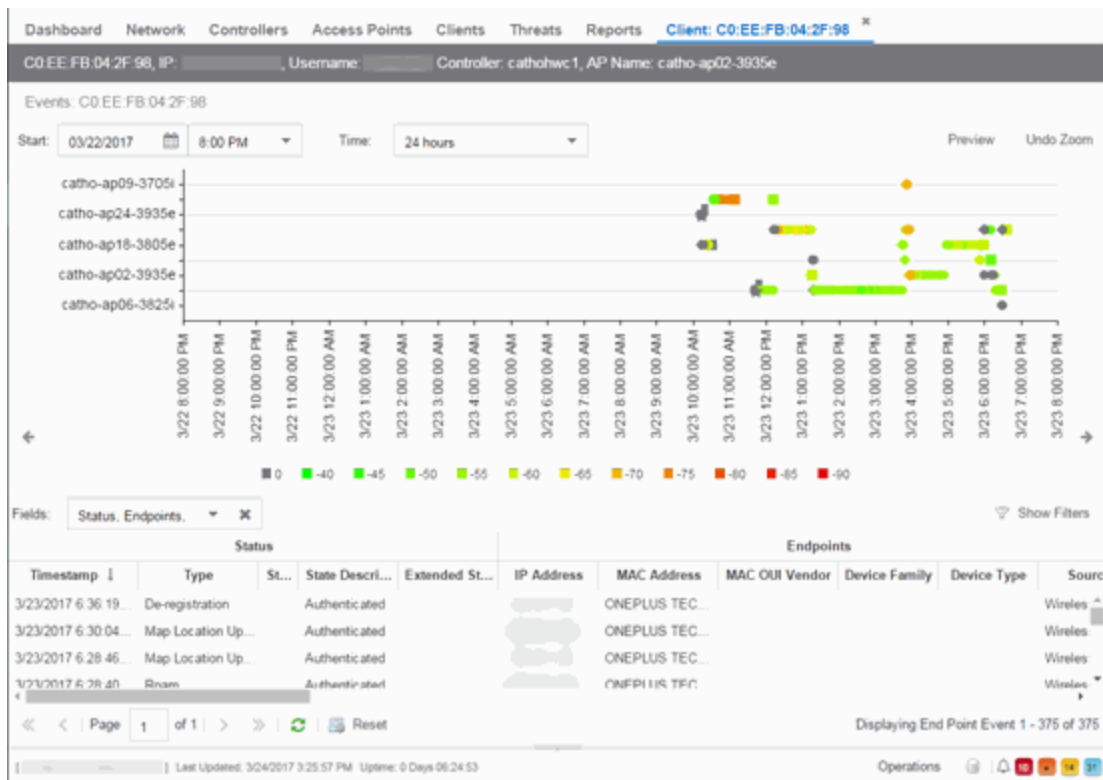 Dashboard Network Controllers Access Points Clients Threats Reports Client: C0:EE:FB:04:2F:98 ×
C0:EE:FB:04:2F:98, IP: , Username: Controller: cathohwc1, AP Name: catho-ap02-3935e
Events: C0:EE:FB:04:2F:98
Start: 03/22/2017 8:00 PM Time: 24 hours Preview Undo Zoom
catho-ap09-3705i
catho-ap24-3935e
catho-ap18-3805e
catho-ap02-3935e
catho-ap06-3825i
3/22 8:00:00 PM
3/22 9:00:00 PM
3/22 10:00:00 PM
3/22 11:00:00 PM
3/23 12:00:00 AM
3/23 1:00:00 AM
3/23 2:00:00 AM
3/23 3:00:00 AM
3/23 4:00:00 AM
3/23 5:00:00 AM
3/23 6:00:00 AM
3/23 7:00:00 AM
3/23 8:00:00 AM
3/23 9:00:00 AM
3/23 10:00:00 AM
3/23 11:00:00 AM
3/23 12:00:00 PM
3/23 1:00:00 PM
3/23 2:00:00 PM
3/23 3:00:00 PM
3/23 4:00:00 PM
3/23 5:00:00 PM
3/23 6:00:00 PM
3/23 7:00:00 PM
3/23 8:00:00 PM
0 -40 -45 -50 -55 -60 -65 -70 -75 -80 -85 -90
Fields: Status, Endpoints, Show Filters
Status Endpoints
Timestamp ↓ Type St... State Descri... Extended St... IP Address MAC Address MAC OUI Vendor Device Family Device Type Sourc
3/23/2017 6:36:19... De-registration Authenticated ONEPLUS TEC... Wireles
3/23/2017 6:30:04... Map Location Up... Authenticated ONEPLUS TEC... Wireles
3/23/2017 6:28:46... Map Location Up... Authenticated ONEPLUS TEC... Wireles
3/23/2017 6:28:40... Roam Authenticated ONEPLUS TEC... Wireles
Page 1 of 1 Reset Displaying End Point Event 1 - 375 of 375
Last Updated: 3/24/2017 3:25:57 PM Uptime: 0 Days 06:24:53 Operations 10 14 31